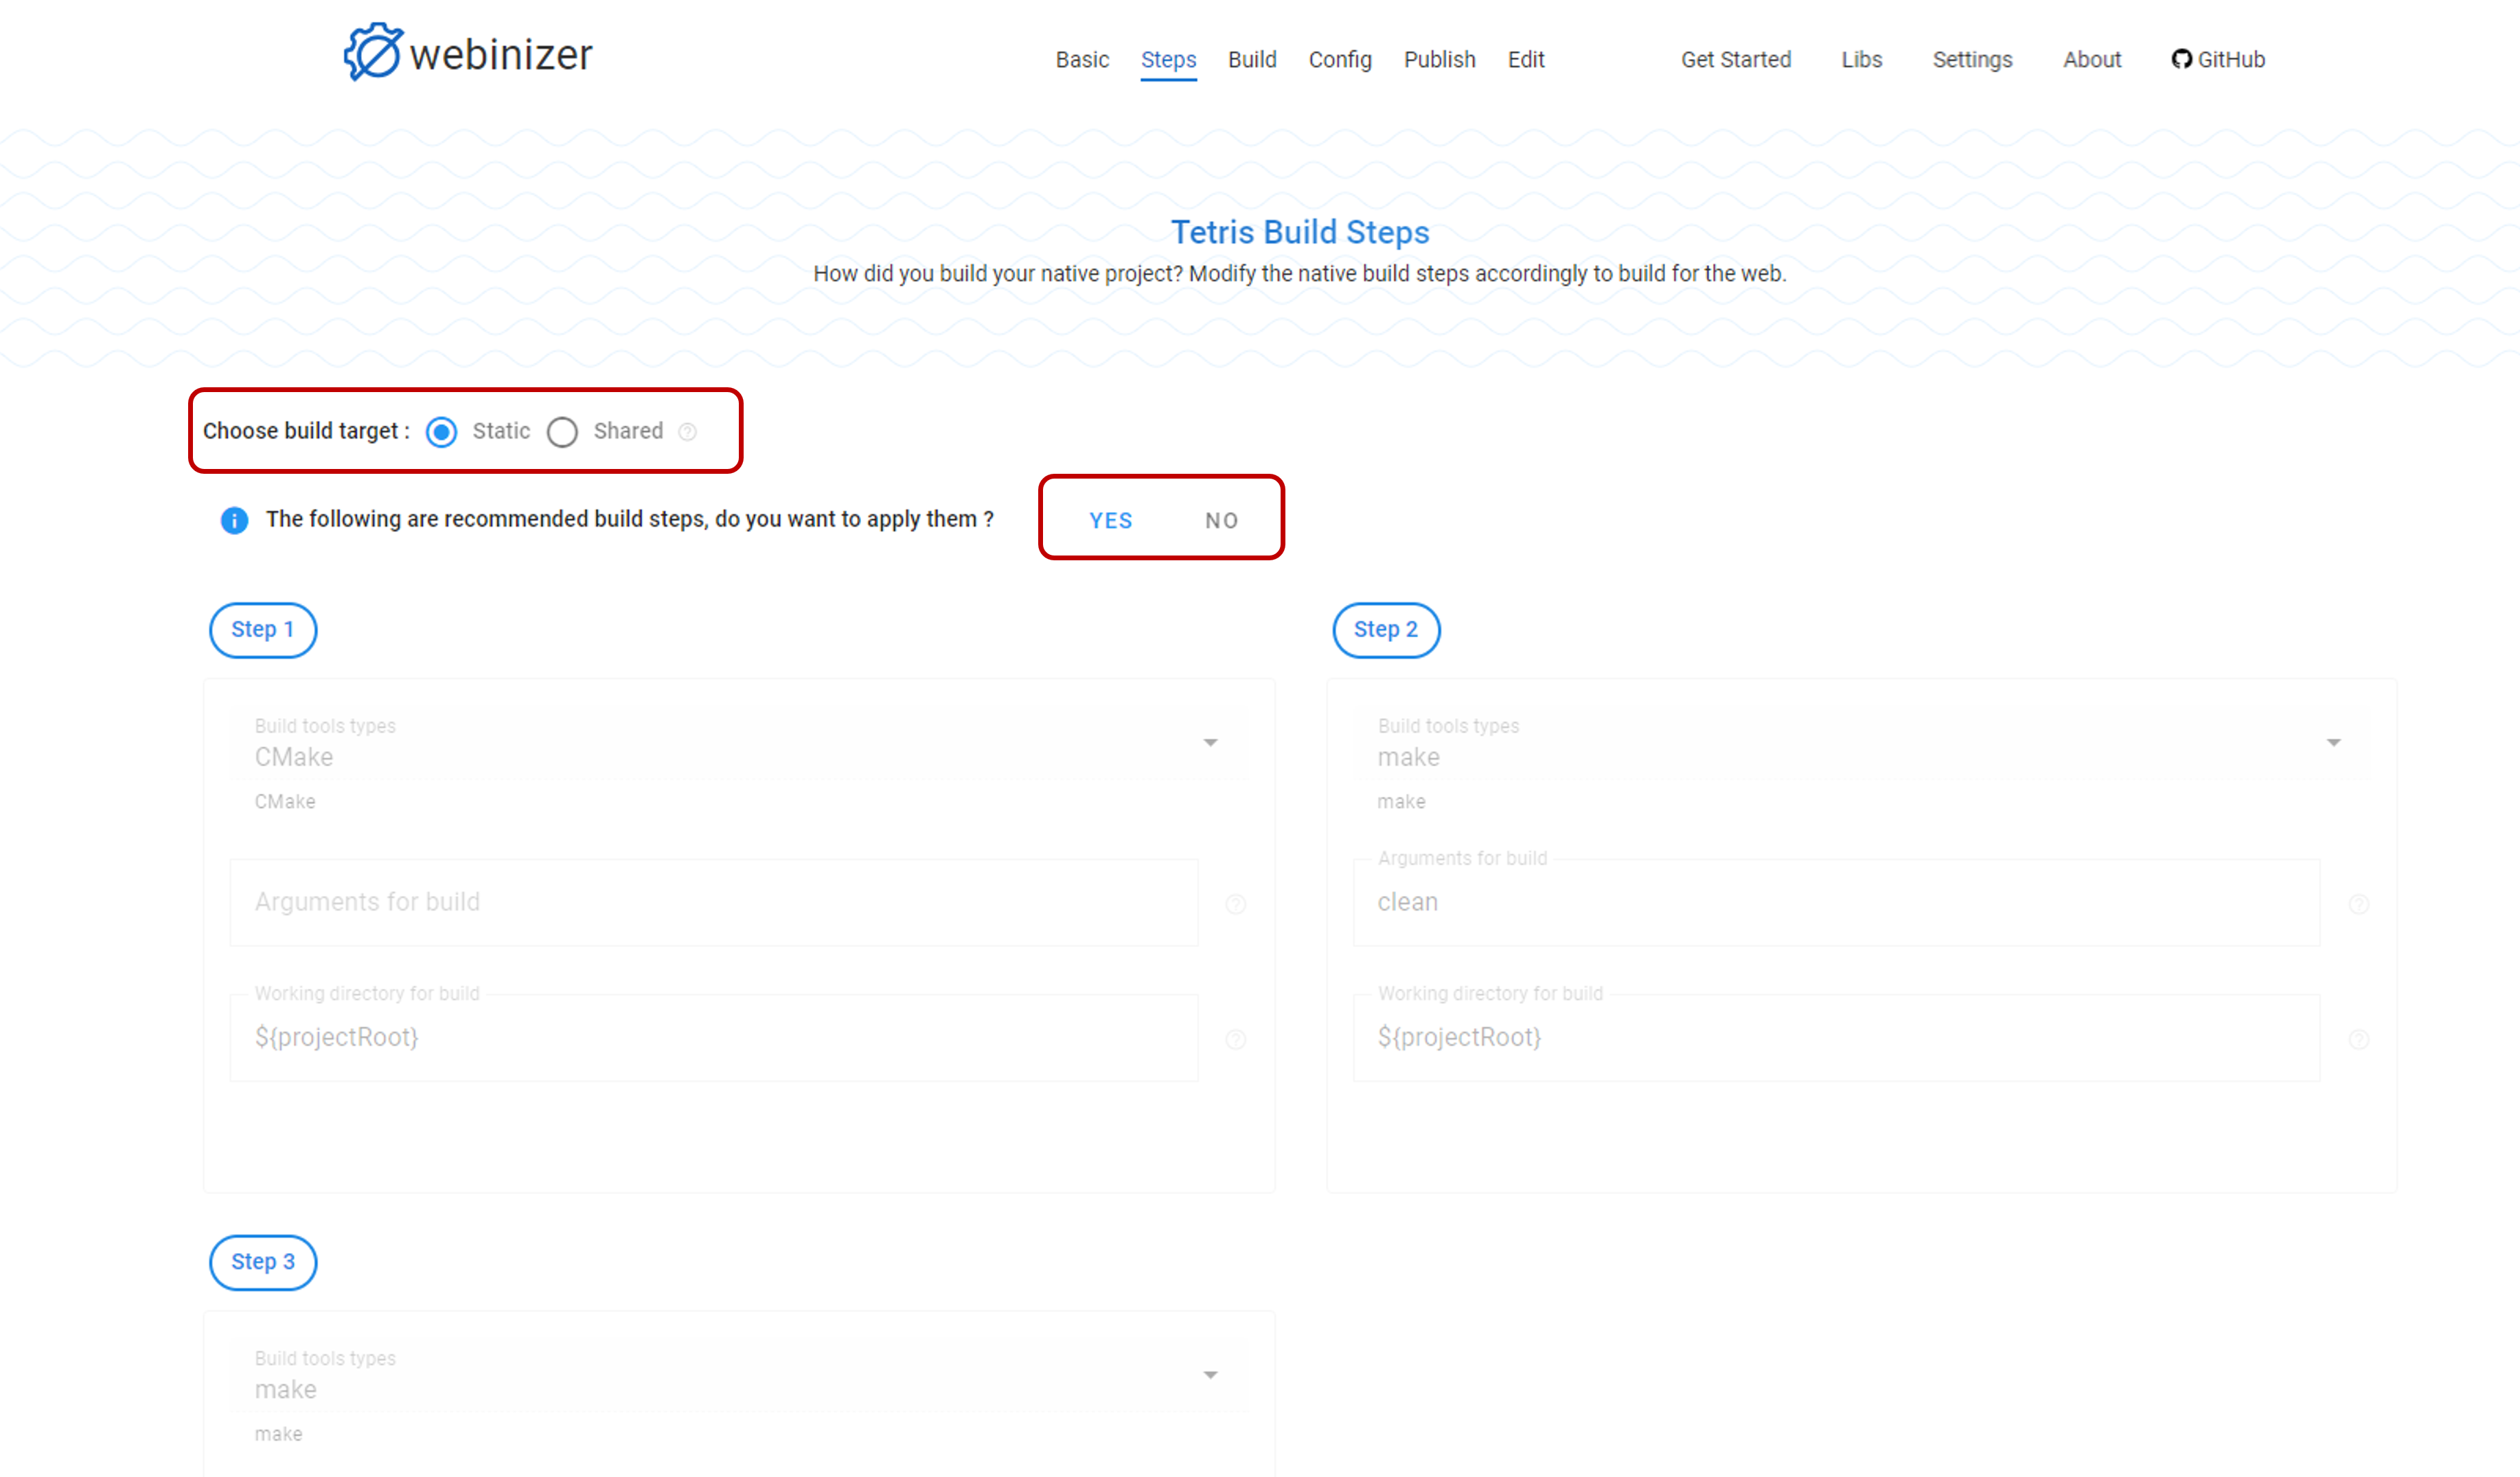 webinizer
Basic Steps Build Config Publish Edit Get Started Libs Settings About GitHub
Tetris Build Steps
How did you build your native project? Modify the native build steps accordingly to build for the web.
Choose build target : Static Shared ?
i The following are recommended build steps, do you want to apply them ? YES NO
Step 1
Build tools types
CMake
CMake
Arguments for build ?
Working directory for build
${projectRoot} ?
Step 2
Build tools types
make
make
Arguments for build
clean ?
Working directory for build
${projectRoot} ?
Step 3
Build tools types
make
make